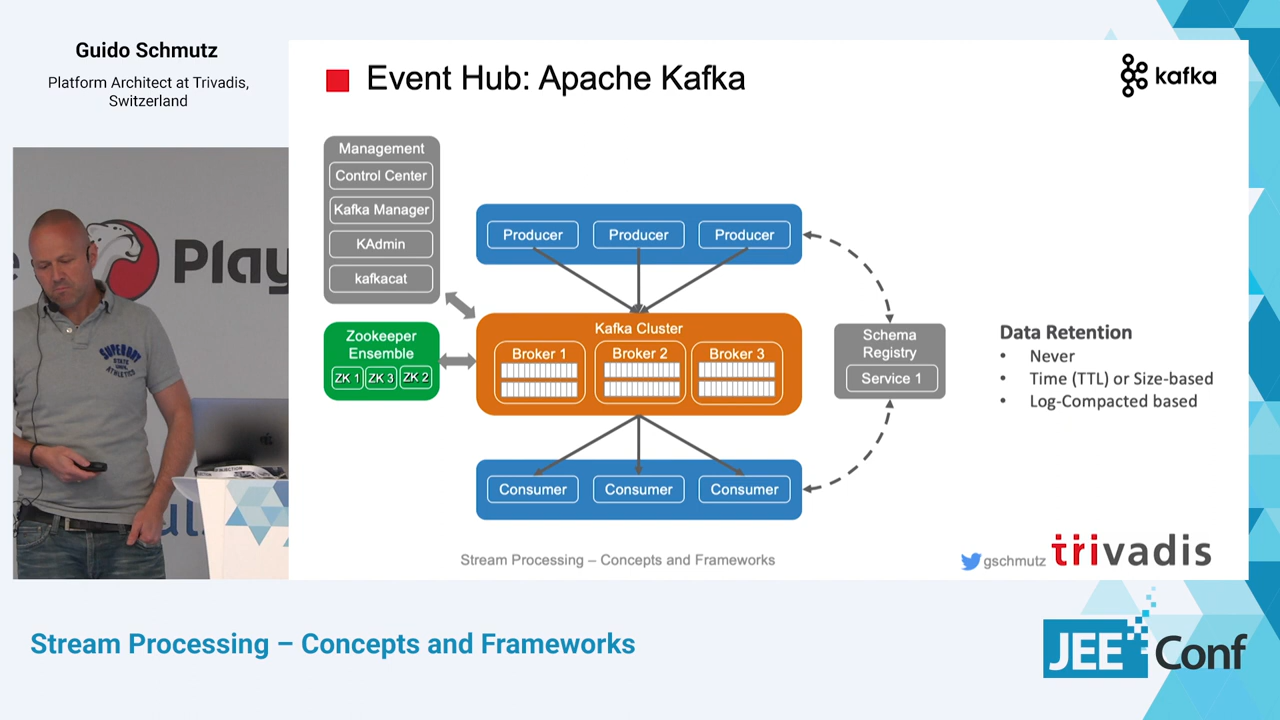 Guido Schmutz
Platform Architect at Trivadis,
Switzerland
Play
Event Hub: Apache Kafka
kafka
Management
Control Center
Kafka Manager
KAdmin
kafkacat
Zookeeper
Ensemble
ZK 1 ZK 3 ZK 2
Producer Producer Producer
Kafka Cluster
Broker 1 Broker 2 Broker 3
Consumer Consumer Consumer
Schema
Registry
Service 1
Data Retention
• Never
• Time (TTL) or Size-based
• Log-Compacted based
Stream Processing – Concepts and Frameworks
gschmutz
trivadis
Stream Processing – Concepts and Frameworks
JEE Conf